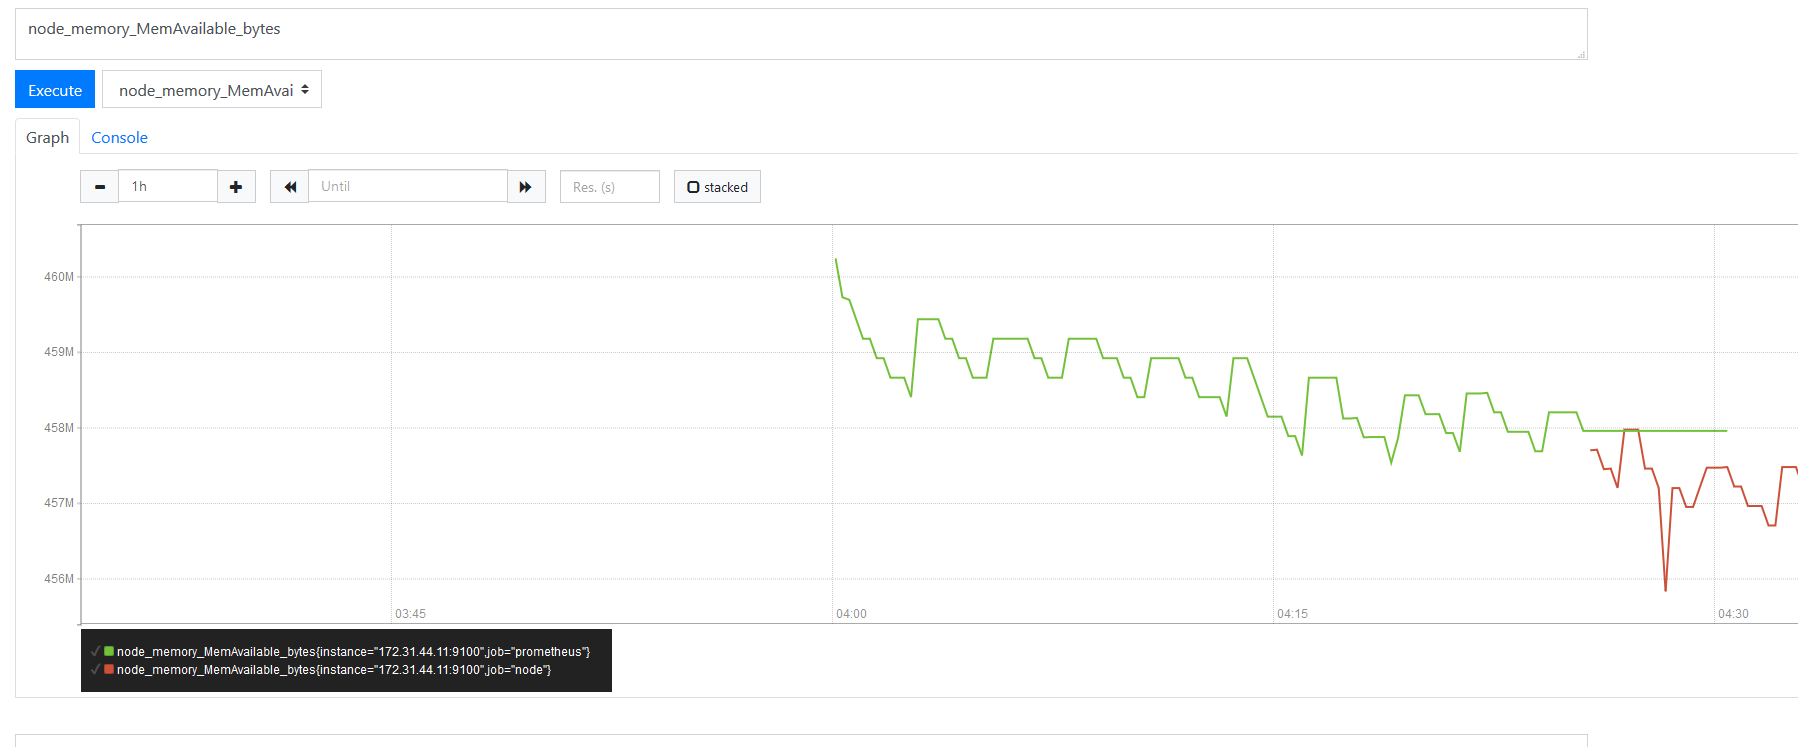 node_memory_MemAvailable_bytes
Execute
node_memory_MemAvai
Graph
Console
1h
Until
Res. (s)
stacked
460M
459M
458M
457M
456M
03:45
04:00
04:15
04:30
node_memory_MemAvailable_bytes{instance="172.31.44.11:9100",job="prometheus"}
node_memory_MemAvailable_bytes{instance="172.31.44.11:9100",job="node"}